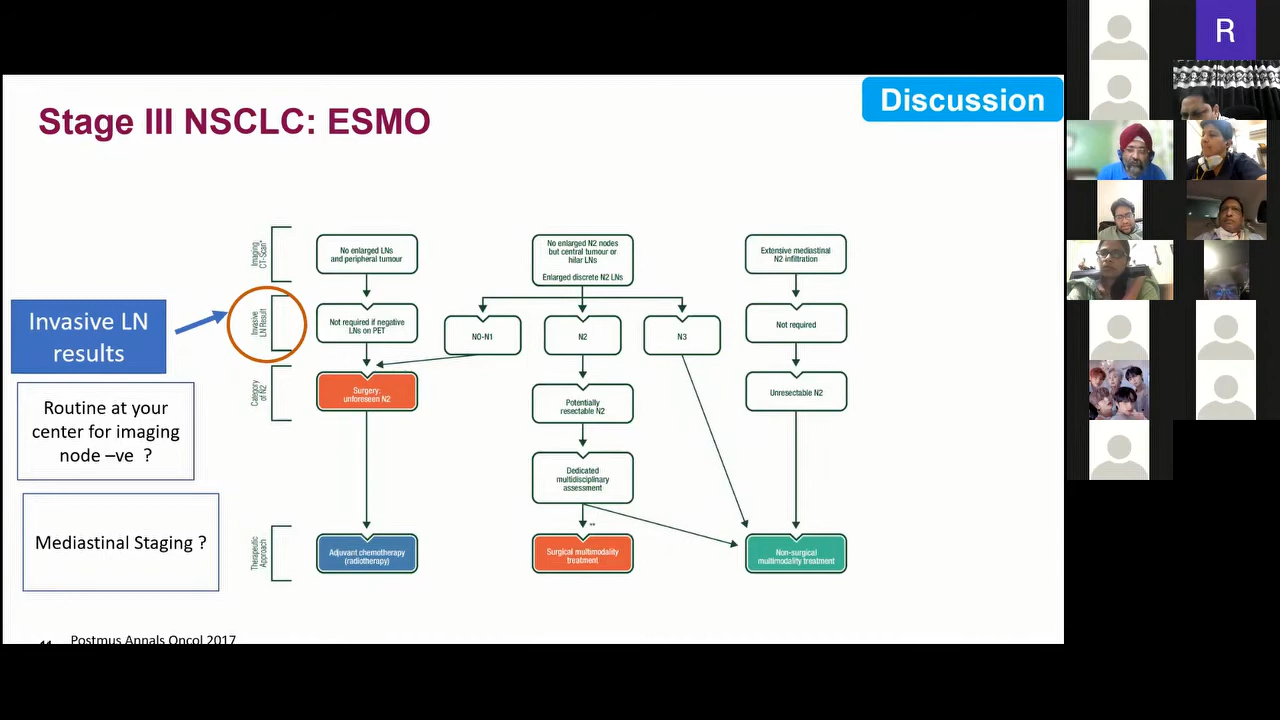 Discussion
Stage III NSCLC: ESMO
Imaging
CT-Scan*
No enlarged LNs
and peripheral tumour
No enlarged N2 nodes
but central tumour or
hilar LNs
Enlarged discrete N2 LNs
Extensive mediastinal
N2 infiltration
Invasive LN
results
Invasive
LN Result
Not required if negative
LNs on PET
N0-N1
N2
N3
Not required
Routine at your
center for imaging
node –ve ?
Category
of N2
Surgery:
unforeseen N2
Potentially
resectable N2
Unresectable N2
Dedicated
multidisciplinary
assessment
Mediastinal Staging ?
**
Therapeutic
Approach
Adjuvant chemotherapy
(radiotherapy)
Surgical multimodality
treatment
Non-surgical
multimodality treatment
Postmus Annals Oncol 2017
R